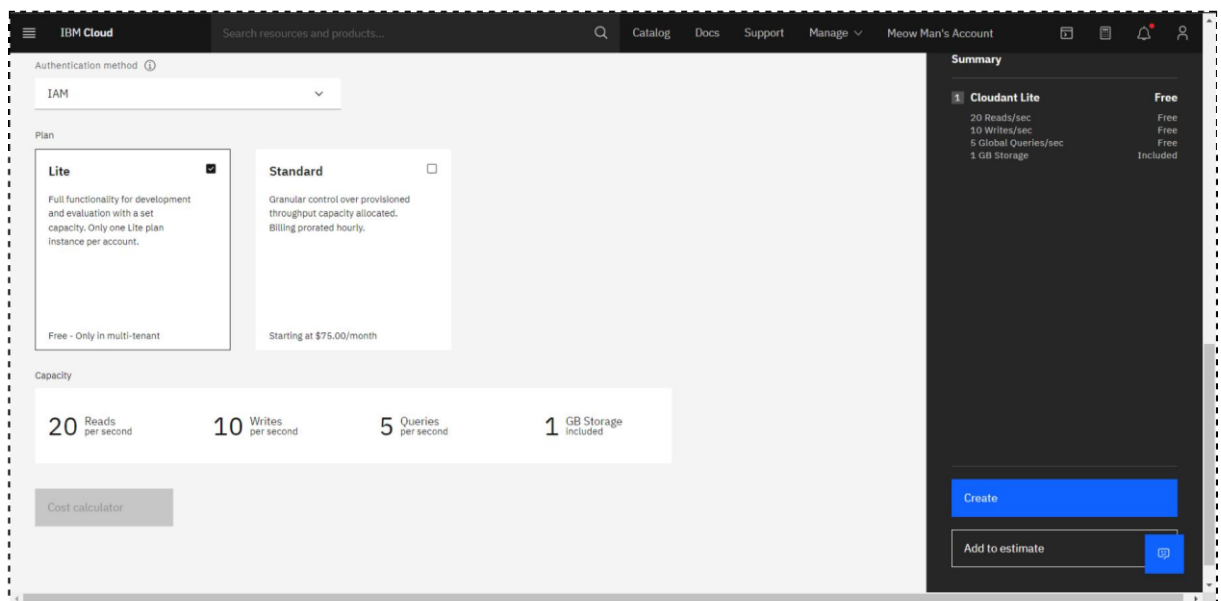 IBM Cloud
Search resources and products...
Catalog
Docs
Support
Manage
Meow Man's Account
Authentication method
IAM
Plan
Lite
Full functionality for development
and evaluation with a set
capacity. Only one Lite plan
instance per account.
Free - Only in multi-tenant
Standard
Granular control over provisioned
throughput capacity allocated.
Billing prorated hourly.
Starting at $75.00/month
Capacity
20 Reads per second
10 Writes per second
5 Queries per second
1 GB Storage included
Cost calculator
Summary
1 Cloudant Lite Free
20 Reads/sec Free
10 Writes/sec Free
5 Global Queries/sec Free
1 GB Storage Included
Create
Add to estimate